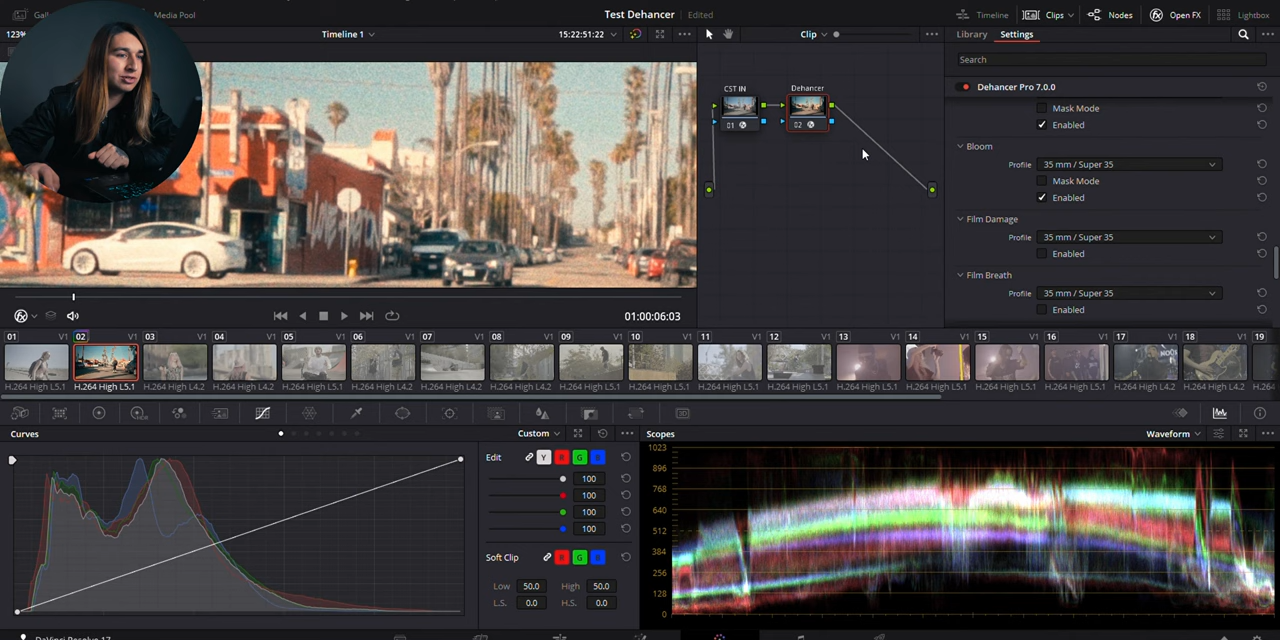 Gall
Media Pool
Test Dehancer
Edited
Timeline
Clips
Nodes
Open FX
Lightbox
123%
Timeline 1
15:22:51:22
Clip
Library
Settings
Search
Dehancer Pro 7.0.0
Mask Mode
Enabled
Bloom
Profile
35 mm / Super 35
Mask Mode
Enabled
Film Damage
Profile
35 mm / Super 35
Enabled
Film Breath
Profile
35 mm / Super 35
Enabled
CST IN
01
Dehancer
02
01:00:06:03
01 V1 02 V1 03 V1 04 V1 05 V1 06 V1 07 V1 08 V1 09 V1 10 V1 11 V1 12 V1 13 V1 14 V1 15 V1 16 V1 17 V1 18 V1 19
H.264 High L5.1 H.264 High L5.1 H.264 High L4.2 H.264 High L4.2 H.264 High L5.1 H.264 High L4.2 H.264 High L4.2 H.264 High L5.1 H.264 High L5.1 H.264 High L5.1 H.264 High L5.1 H.264 High L5.1 H.264 High L5.1 H.264 High L5.1 H.264 High L5.1 H.264 High L5.1 H.264 High L4.2 H.264 High L4.2 H.264
Curves
Custom
Edit
Y R G B
100
100
100
100
Soft Clip
R G B
Low 50.0 High 50.0
L.S. 0.0 H.S. 0.0
Scopes
Waveform
1023
896
768
640
512
384
256
128
0
DaVinci Resolve 17